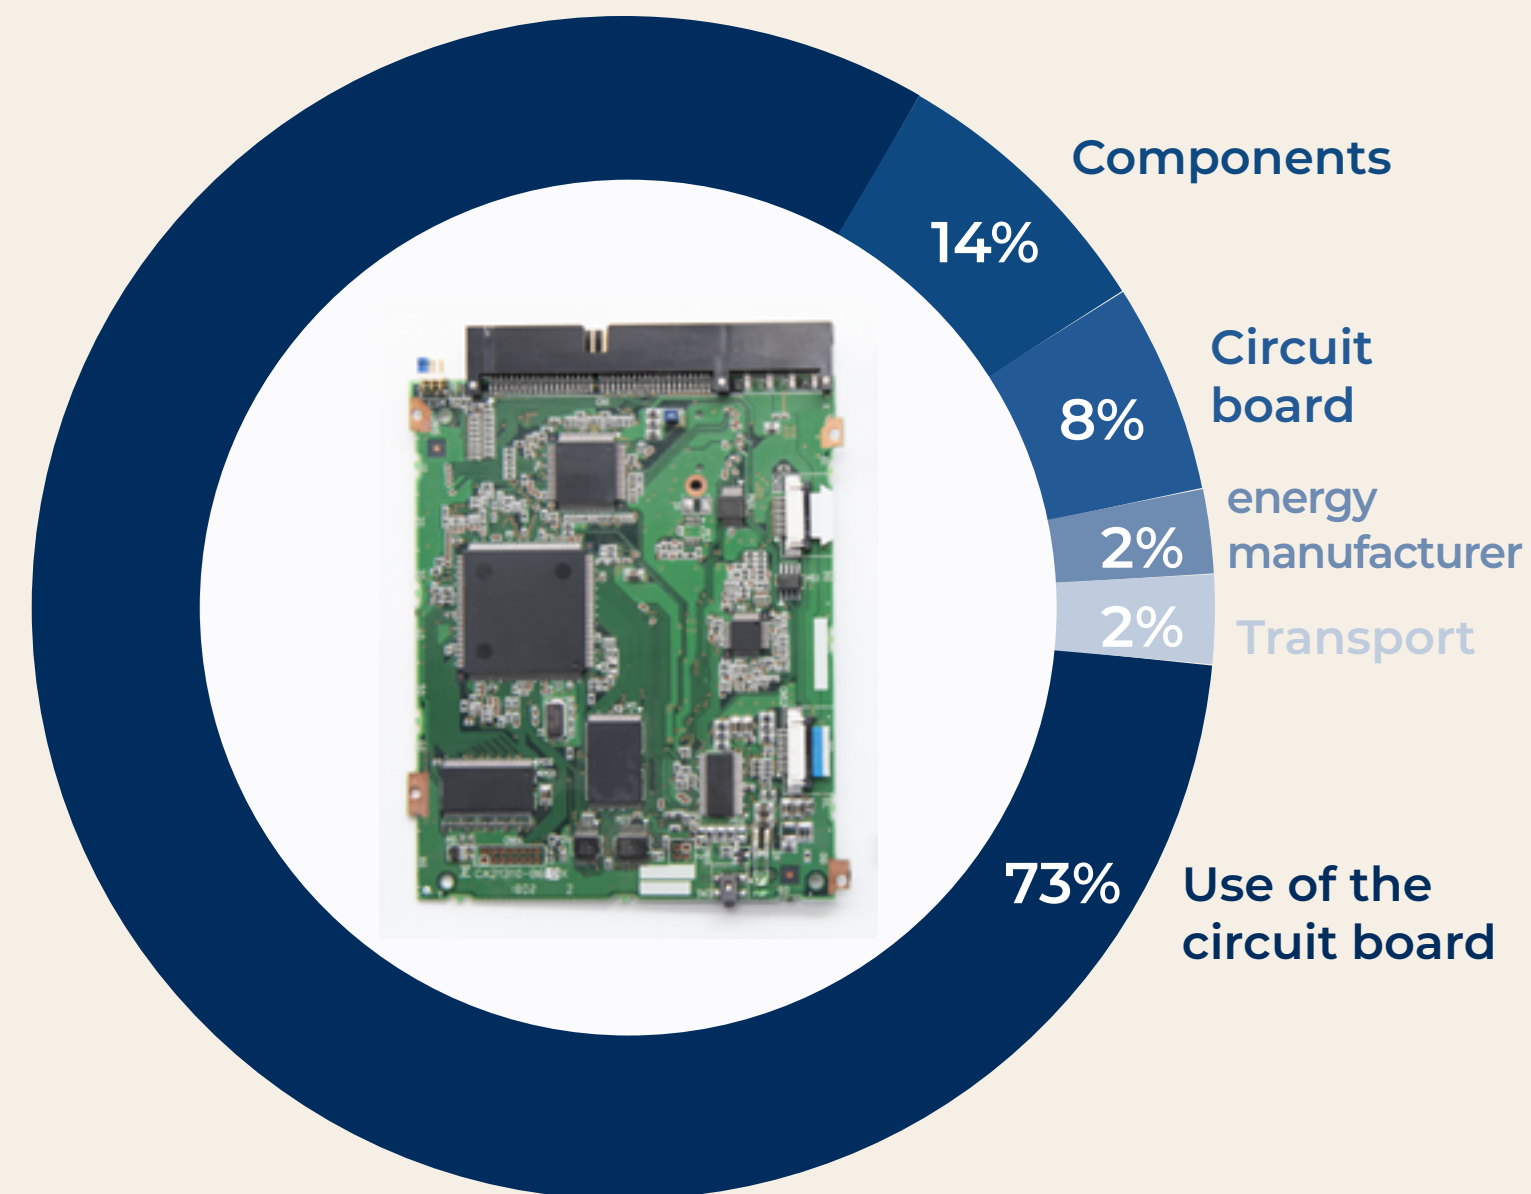 Components
14%
Circuit
board
8%
energy
manufacturer
2%
2%
Transport
73%
Use of the
circuit board